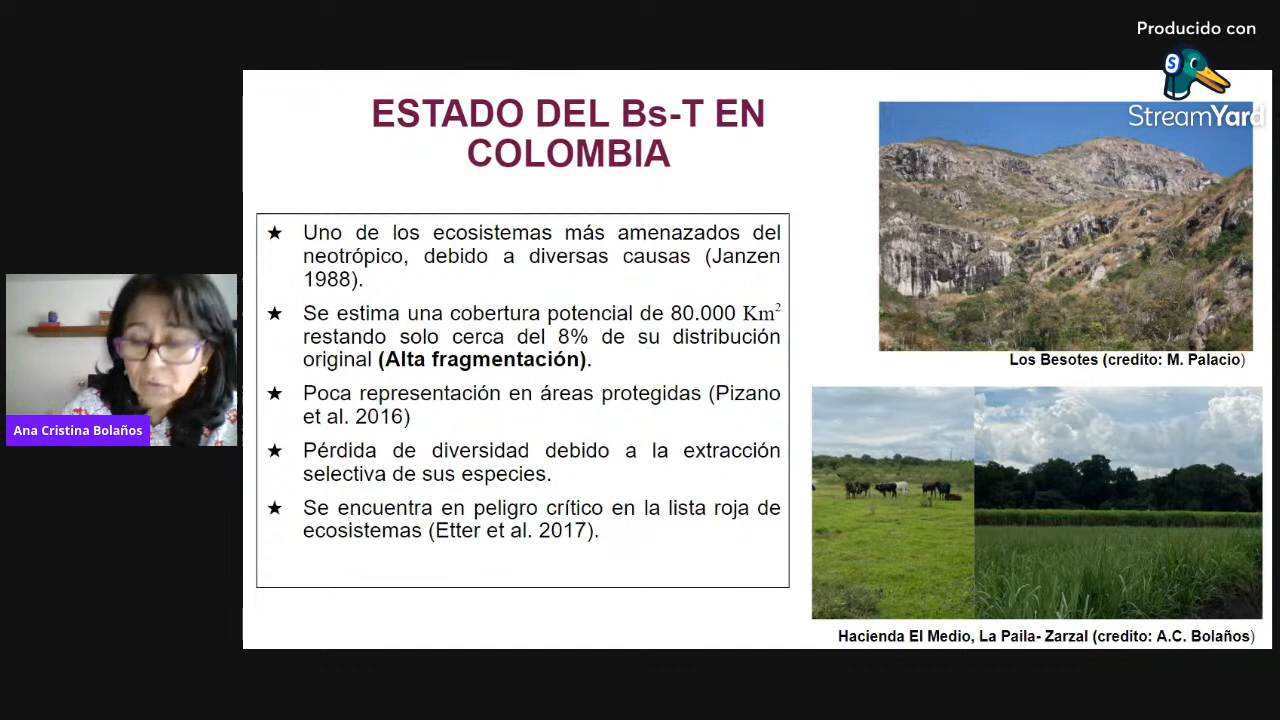 Producido con
StreamYard
ESTADO DEL Bs-T EN
COLOMBIA
★ Uno de los ecosistemas más amenazados del
neotrópico, debido a diversas causas (Janzen
1988).
★ Se estima una cobertura potencial de 80.000 Km²
restando solo cerca del 8% de su distribución
original (Alta fragmentación).
★ Poca representación en áreas protegidas (Pizano
et al. 2016)
★ Pérdida de diversidad debido a la extracción
selectiva de sus especies.
★ Se encuentra en peligro crítico en la lista roja de
ecosistemas (Etter et al. 2017).
Los Besotes (credito: M. Palacio)
Hacienda El Medio, La Paila- Zarzal (credito: A.C. Bolaños)
Ana Cristina Bolaños